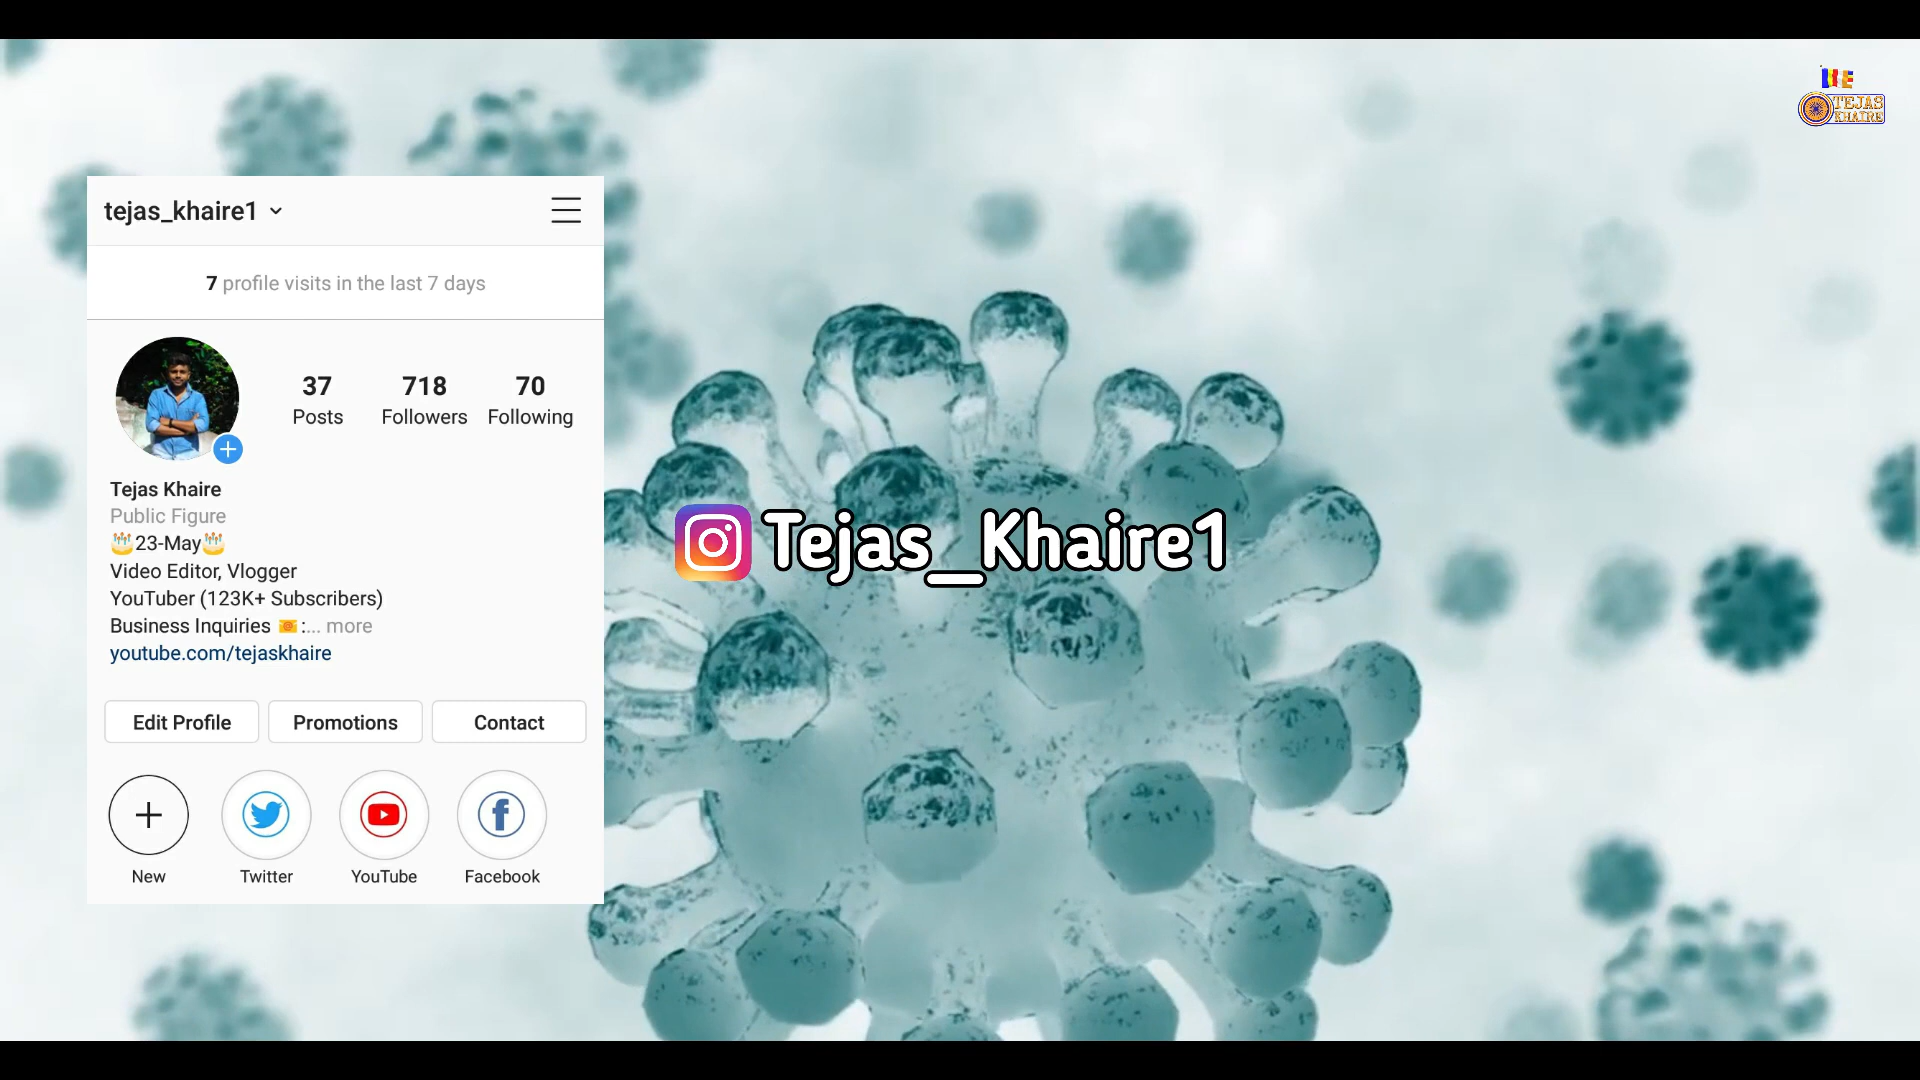 TEJAS
KHAIRE
tejas_khaire1
7 profile visits in the last 7 days
37 718 70
Posts Followers Following
Tejas Khaire
Public Figure
🎂23-May🎂
Video Editor, Vlogger
YouTuber (123K+ Subscribers)
Business Inquiries 📧:... more
youtube.com/tejaskhaire
Edit Profile Promotions Contact
New Twitter YouTube Facebook
Tejas_Khaire1